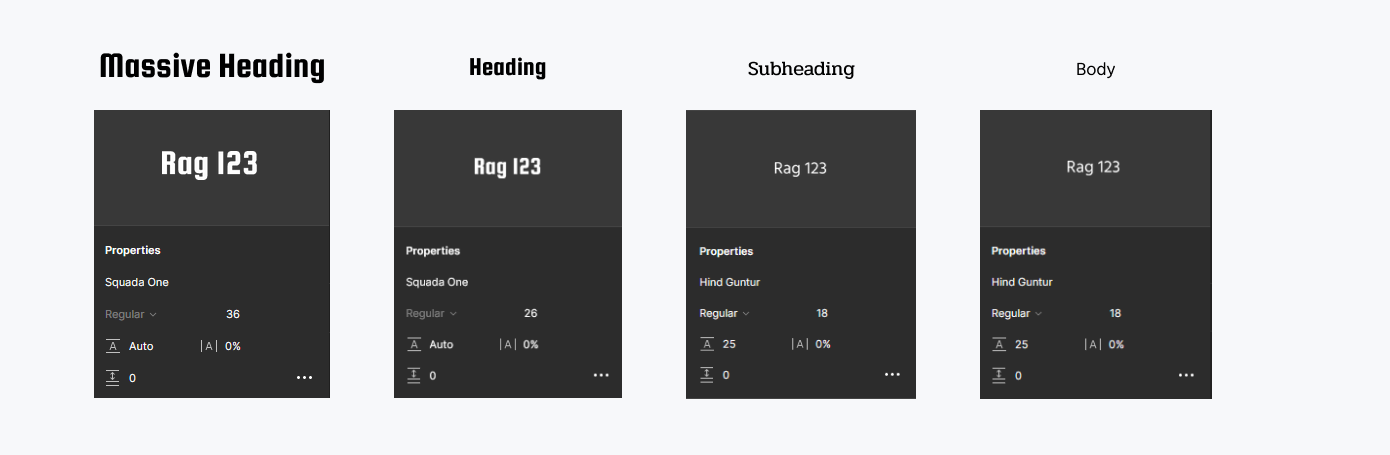 Massive Heading
Rag 123
Properties
Squada One
Regular 36
A Auto |A| 0%
0
Heading
Rag 123
Properties
Squada One
Regular 26
A Auto |A| 0%
0
Subheading
Rag 123
Properties
Hind Guntur
Regular 18
A 25 |A| 0%
0
Body
Rag 123
Properties
Hind Guntur
Regular 18
A 25 |A| 0%
0